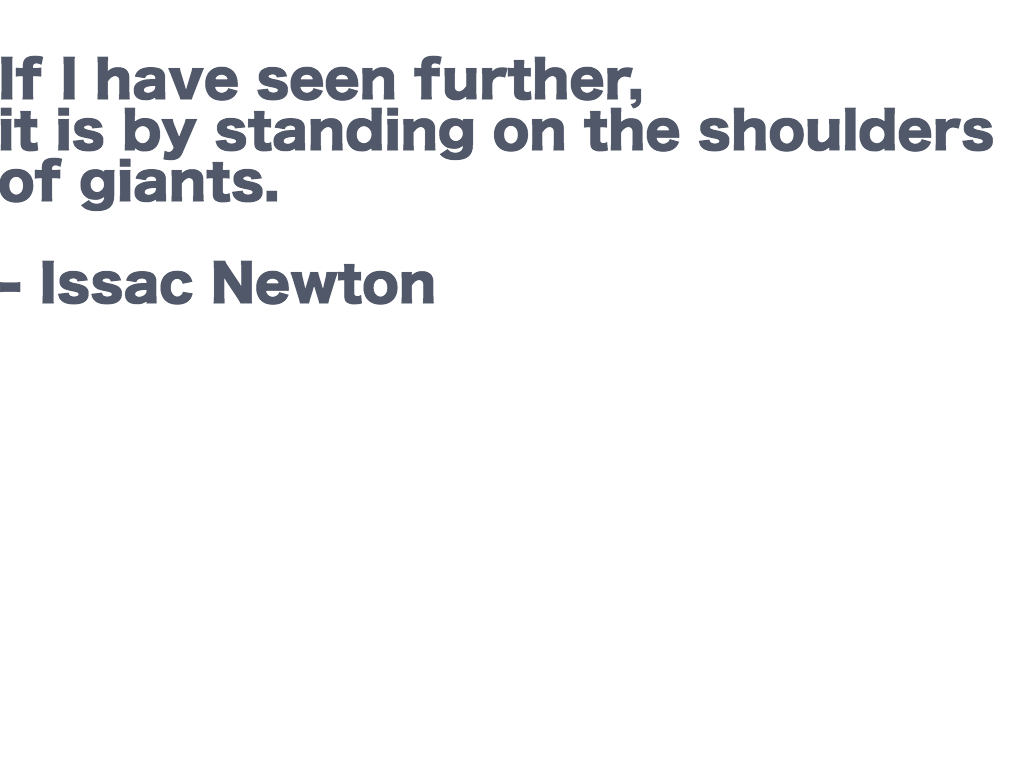 If I have seen further,
it is by standing on the shoulders
of giants.
- Issac Newton